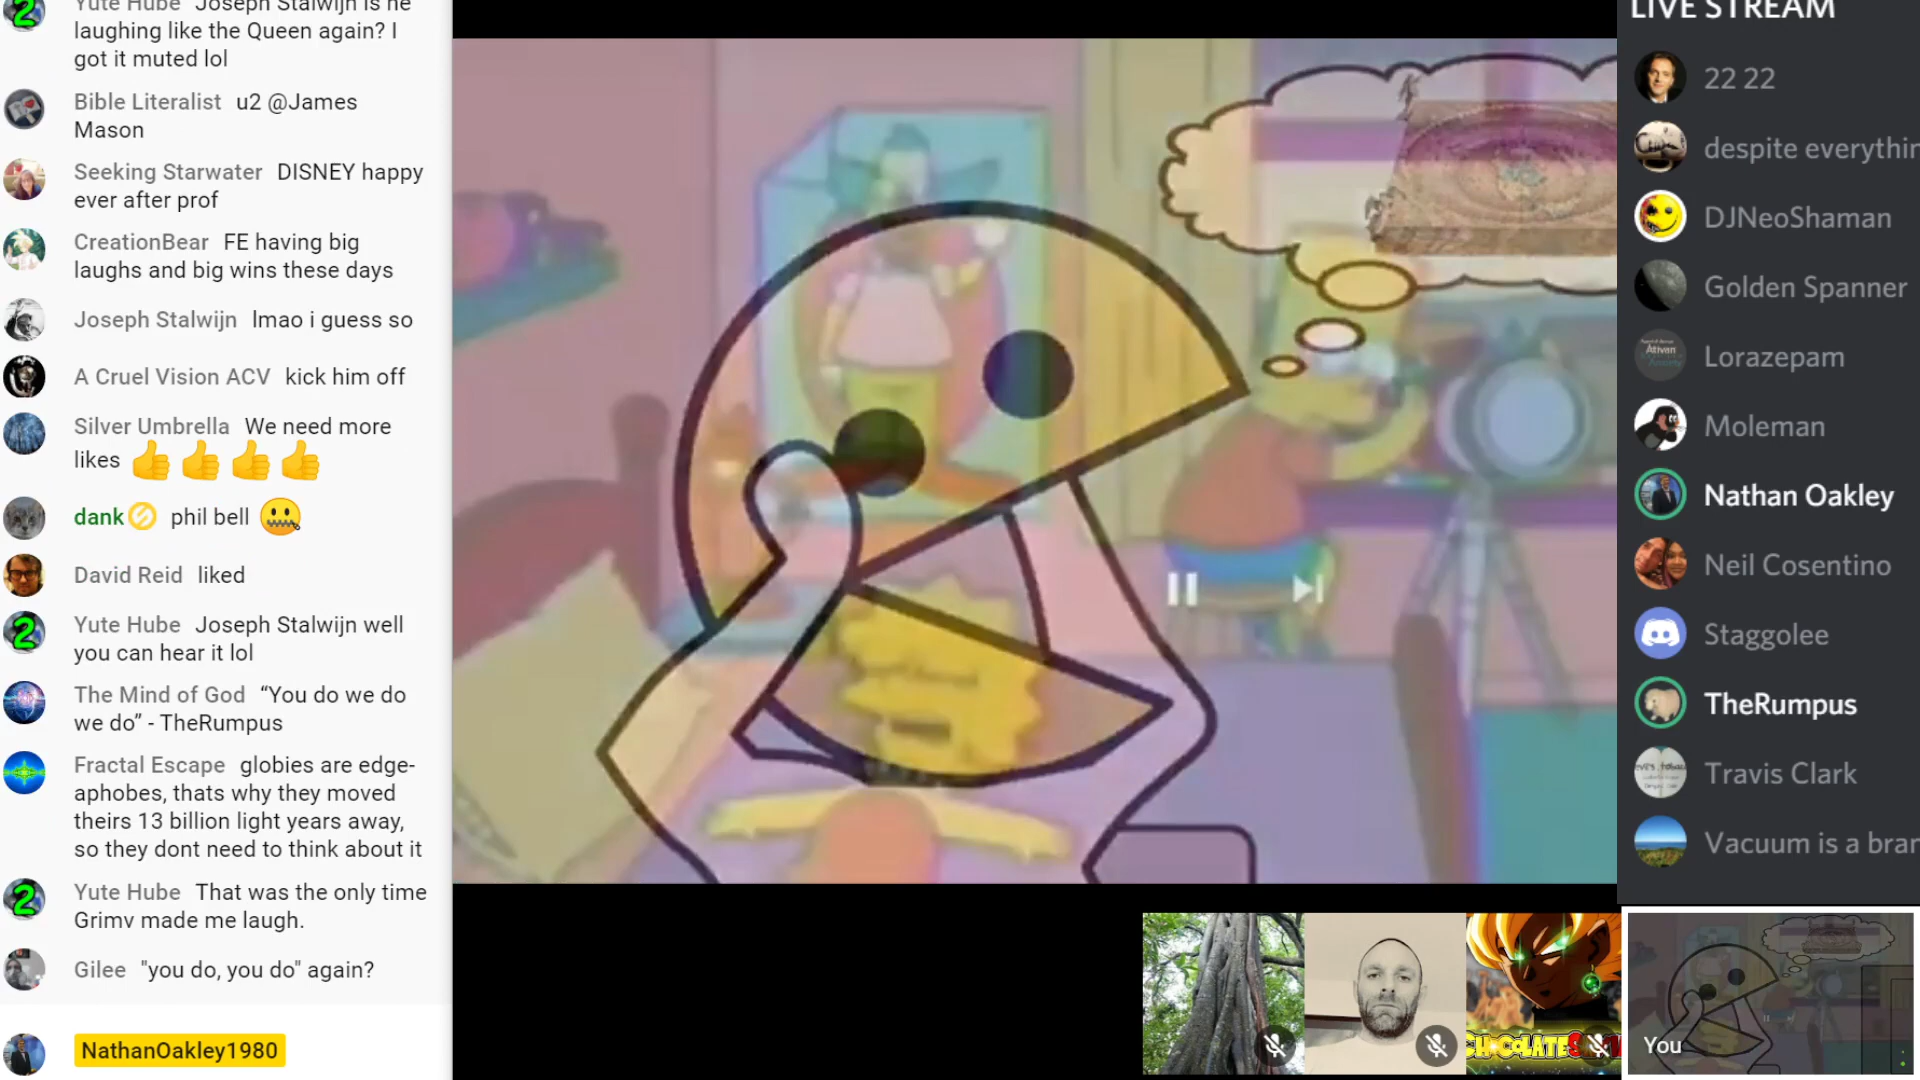 Yute Hube Joseph Stalwijn is he
laughing like the Queen again? I
got it muted lol
Bible Literalist u2 @James
Mason
Seeking Starwater DISNEY happy
ever after prof
CreationBear FE having big
laughs and big wins these days
Joseph Stalwijn lmao i guess so
A Cruel Vision ACV kick him off
Silver Umbrella We need more
likes 👍👍👍👍
dank phil bell 🤐
David Reid liked
Yute Hube Joseph Stalwijn well
you can hear it lol
The Mind of God “You do we do
we do” - TheRumpus
Fractal Escape globies are edge-
aphobes, thats why they moved
theirs 13 billion light years away,
so they dont need to think about it
Yute Hube That was the only time
Grimv made me laugh.
Gilee "you do, you do" again?
NathanOakley1980
LIVE STREAM
22 22
despite everythin
DJNeoShaman
Golden Spanner
Ativan
Lorazepam
Moleman
Nathan Oakley
Neil Cosentino
Staggolee
TheRumpus
Travis Clark
Vacuum is a bran
CHOCOLATES
You